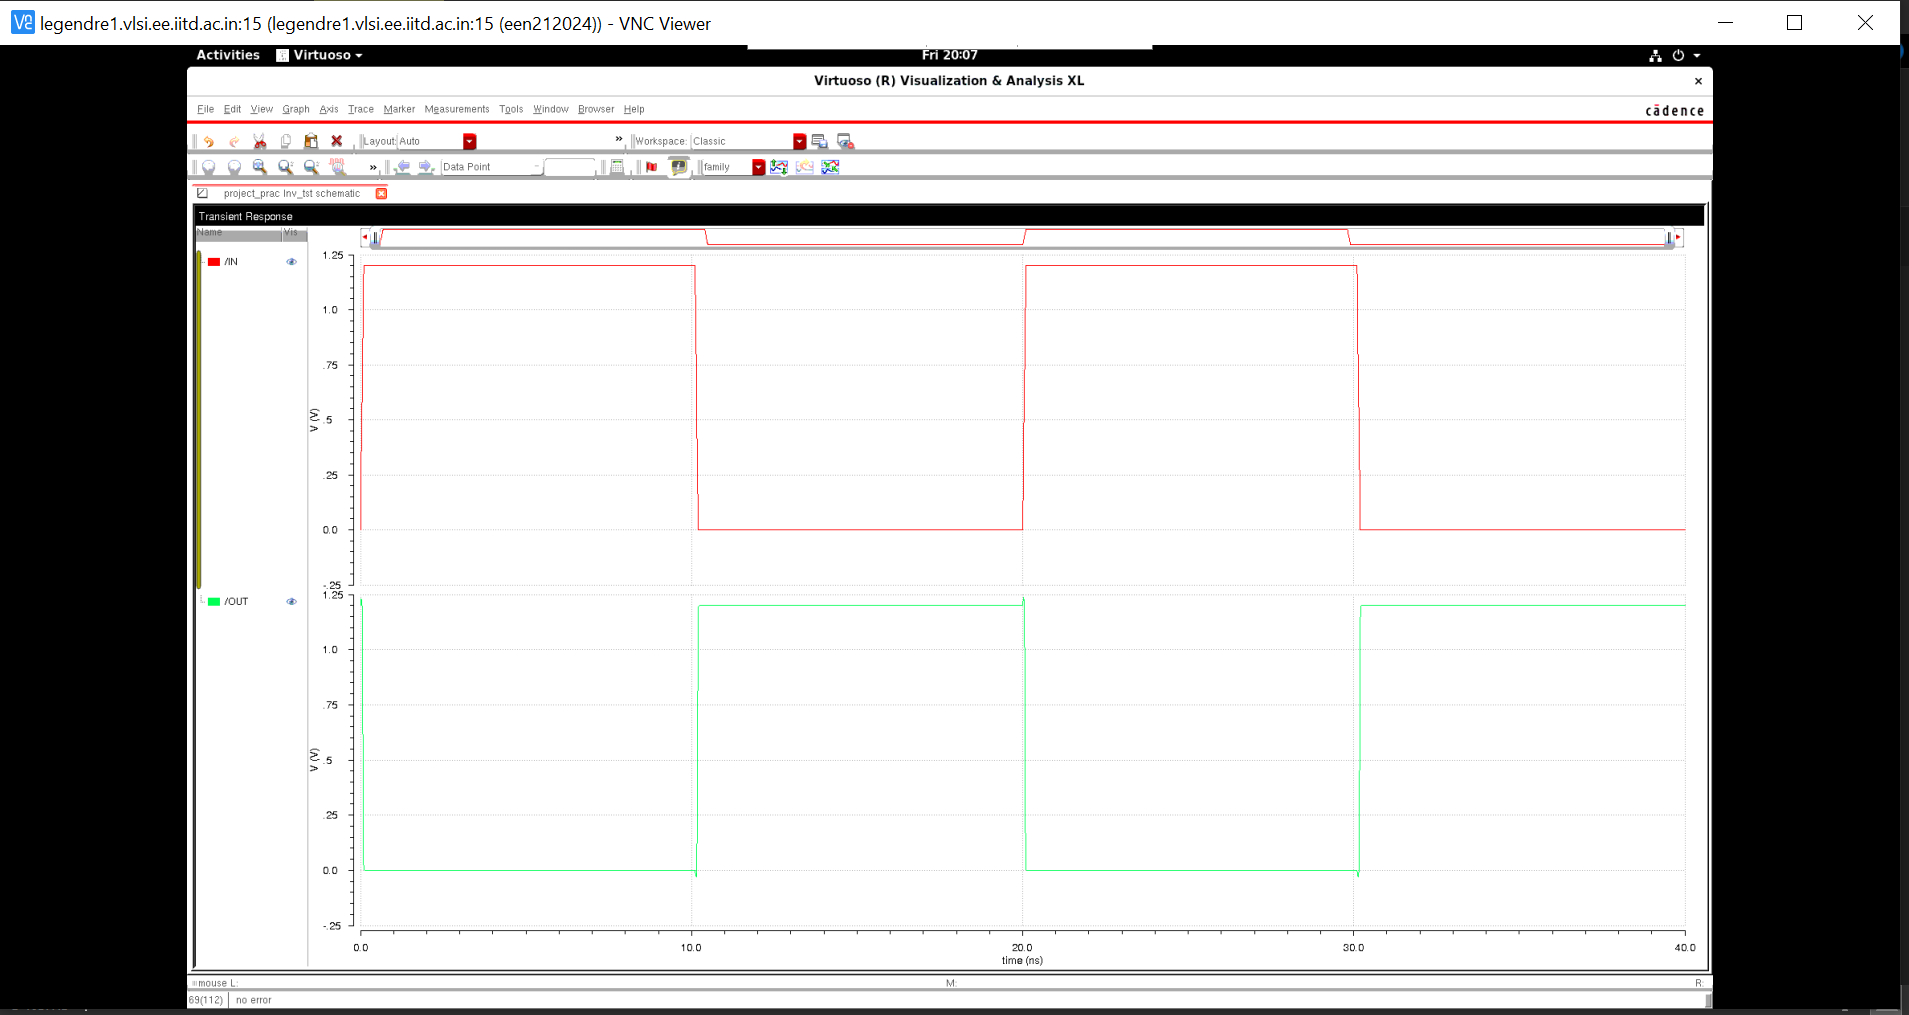 legendre1.vlsi.ee.iitd.ac.in:15 (legendre1.vlsi.ee.iitd.ac.in:15 (een212024)) - VNC Viewer
Activities Virtuoso Fri 20:07
Virtuoso (R) Visualization & Analysis XL
File Edit View Graph Axis Trace Marker Measurements Tools Window Browser Help
cādence
Layout: Auto » Workspace: Classic
» Data Point family
project_prac Inv_tst schematic
Transient Response
Name Vis
/IN
1.25
1.0
.75
.5
.25
0.0
-.25
V (V)
/OUT
1.25
1.0
.75
.5
.25
0.0
-.25
V (V)
0.0 10.0 20.0 30.0 40.0
time (ns)
mouse L: M: R:
69(112) no error